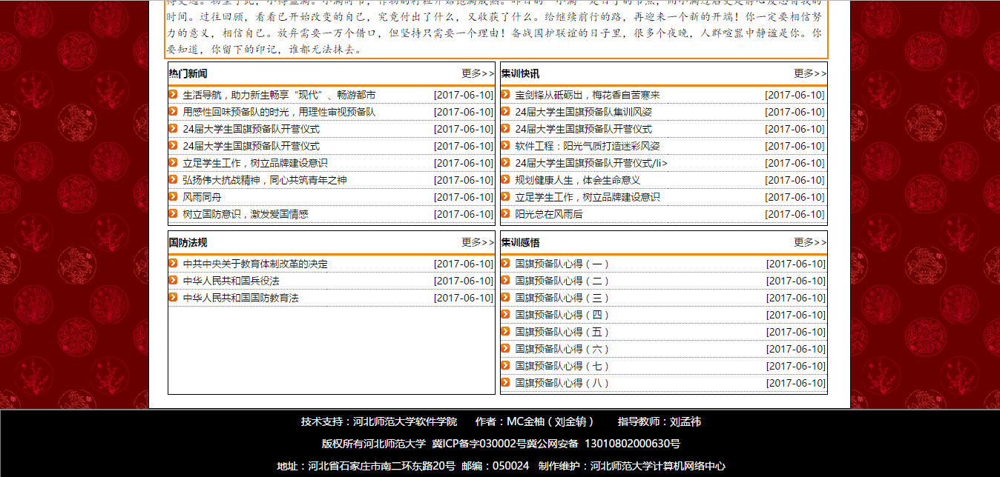 时间。过往回顾，看看已开始改变的自己，究竟付出了什么，又收获了什么。给继续前行的路，再迎来一个新的开端！你一定要相信努
力的意义，相信自己。放弃需要一万个借口，但坚持只需要一个理由！备战国护联谊的日子里，很多个夜晚，人群喧嚣中静谧是你。你
要知道，你留下的印记，谁都无法抹去。
热门新闻 更多>>
生活导航，助力新生畅享“现代”、畅游都市 [2017-06-10]
用感性回味预备队的时光，用理性审视预备队 [2017-06-10]
24届大学生国旗预备队开营仪式 [2017-06-10]
24届大学生国旗预备队开营仪式 [2017-06-10]
立足学生工作，树立品牌建设意识 [2017-06-10]
弘扬伟大抗战精神，同心共筑青年之神 [2017-06-10]
风雨同舟 [2017-06-10]
树立国防意识，激发爱国情感 [2017-06-10]
集训快讯 更多>>
宝剑锋从砥砺出，梅花香自苦寒来 [2017-06-10]
24届大学生国旗预备队集训风姿 [2017-06-10]
24届大学生国旗预备队开营仪式 [2017-06-10]
软件工程：阳光气质打造迷彩风姿 [2017-06-10]
24届大学生国旗预备队开营仪式/li> [2017-06-10]
规划健康人生，体会生命意义 [2017-06-10]
立足学生工作，树立品牌建设意识 [2017-06-10]
阳光总在风雨后 [2017-06-10]
国防法规 更多>>
中共中央关于教育体制改革的决定 [2017-06-10]
中华人民共和国兵役法 [2017-06-10]
中华人民共和国国防教育法 [2017-06-10]
集训感悟 更多>>
国旗预备队心得（一） [2017-06-10]
国旗预备队心得（二） [2017-06-10]
国旗预备队心得（三） [2017-06-10]
国旗预备队心得（四） [2017-06-10]
国旗预备队心得（五） [2017-06-10]
国旗预备队心得（六） [2017-06-10]
国旗预备队心得（七） [2017-06-10]
国旗预备队心得（八） [2017-06-10]
技术支持：河北师范大学软件学院 作者：MC金柚（刘金锜） 指导教师：刘孟祎
版权所有河北师范大学 冀ICP备字030002号冀公网安备 13010802000630号
地址：河北省石家庄市南二环东路20号 邮编：050024 制作维护：河北师范大学计算机网络中心